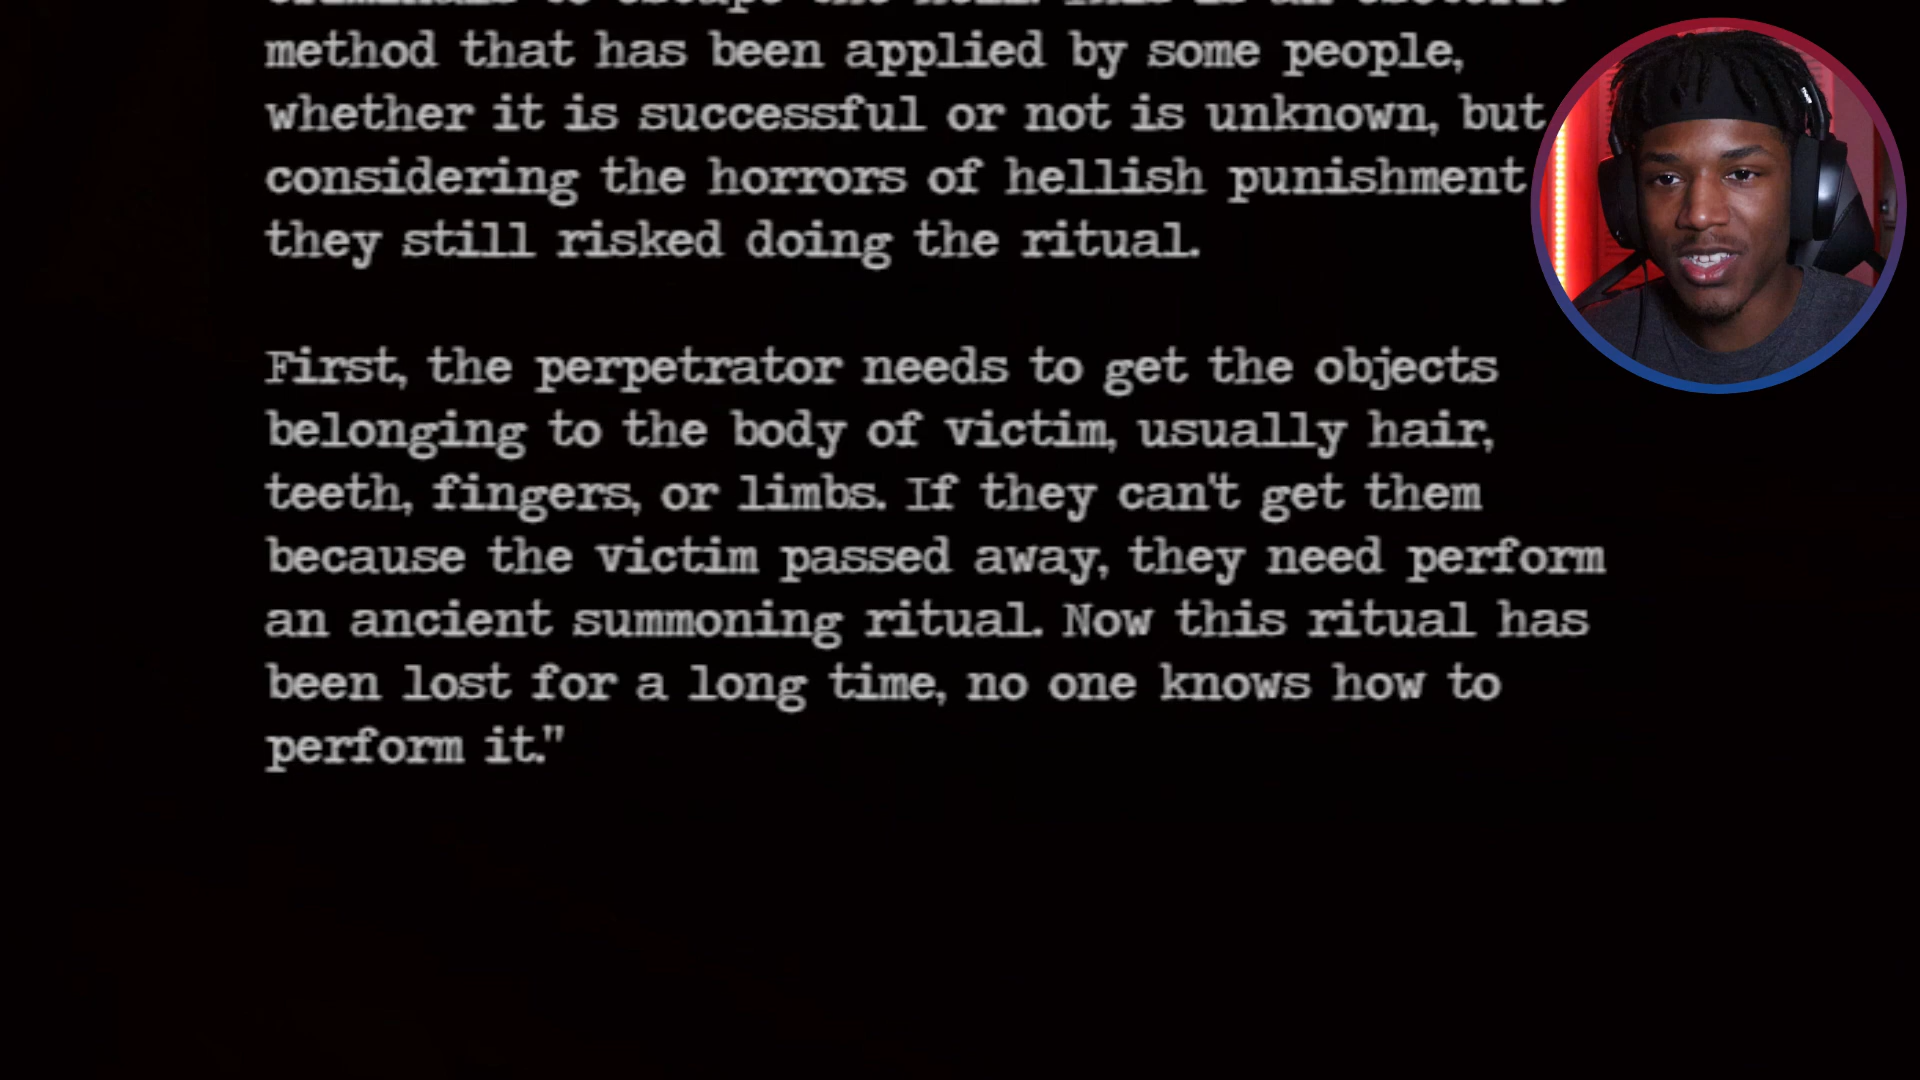 method that has been applied by some people,
whether it is successful or not is unknown, but
considering the horrors of hellish punishment
they still risked doing the ritual.
First, the perpetrator needs to get the objects
belonging to the body of victim, usually hair,
teeth, fingers, or limbs. If they can't get them
because the victim passed away, they need perform
an ancient summoning ritual. Now this ritual has
been lost for a long time, no one knows how to
perform it."